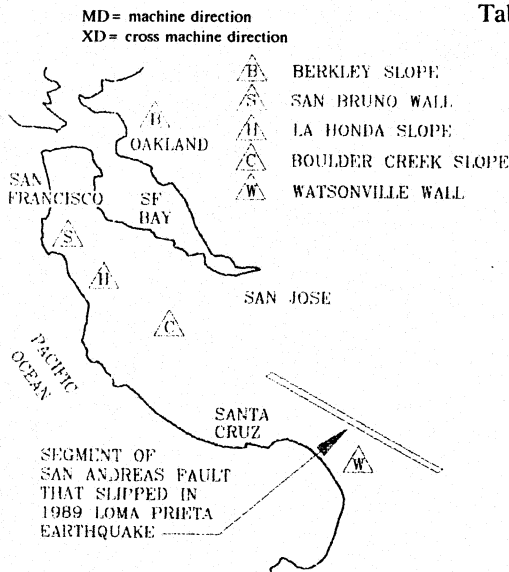 MD= machine direction
XD= cross machine direction
Tab
B BERKLEY SLOPE
S SAN BRUNO WALL
H LA HONDA SLOPE
C BOULDER CREEK SLOPE
W WATSONVILLE WALL
B
OAKLAND
SAN
FRANCISCO
SF
BAY
S
H
SAN JOSE
C
PACIFIC
OCEAN
SANTA
CRUZ
W
SEGMENT OF
SAN ANDREAS FAULT
THAT SLIPPED IN
1989 LOMA PRIETA
EARTHQUAKE